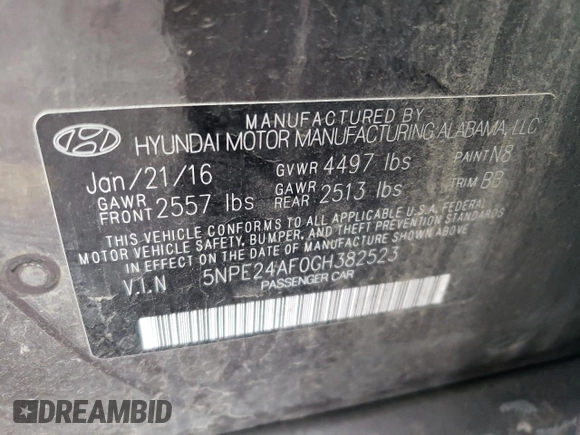 MANUFACTURED BY
HYUNDAI MOTOR MANUFACTURING ALABAMA, LLC
Jan/21/16 GVWR 4497 lbs PAINT N8
GAWR FRONT 2557 lbs GAWR REAR 2513 lbs TRIM BB
THIS VEHICLE CONFORMS TO ALL APPLICABLE U.S.A. FEDERAL
MOTOR VEHICLE SAFETY, BUMPER, AND THEFT PREVENTION
STANDARDS IN EFFECT ON THE DATE OF MANUFACTURE SHOWN ABOVE.
V.I.N 5NPE24AF0GH382523
PASSENGER CAR
DREAMBID